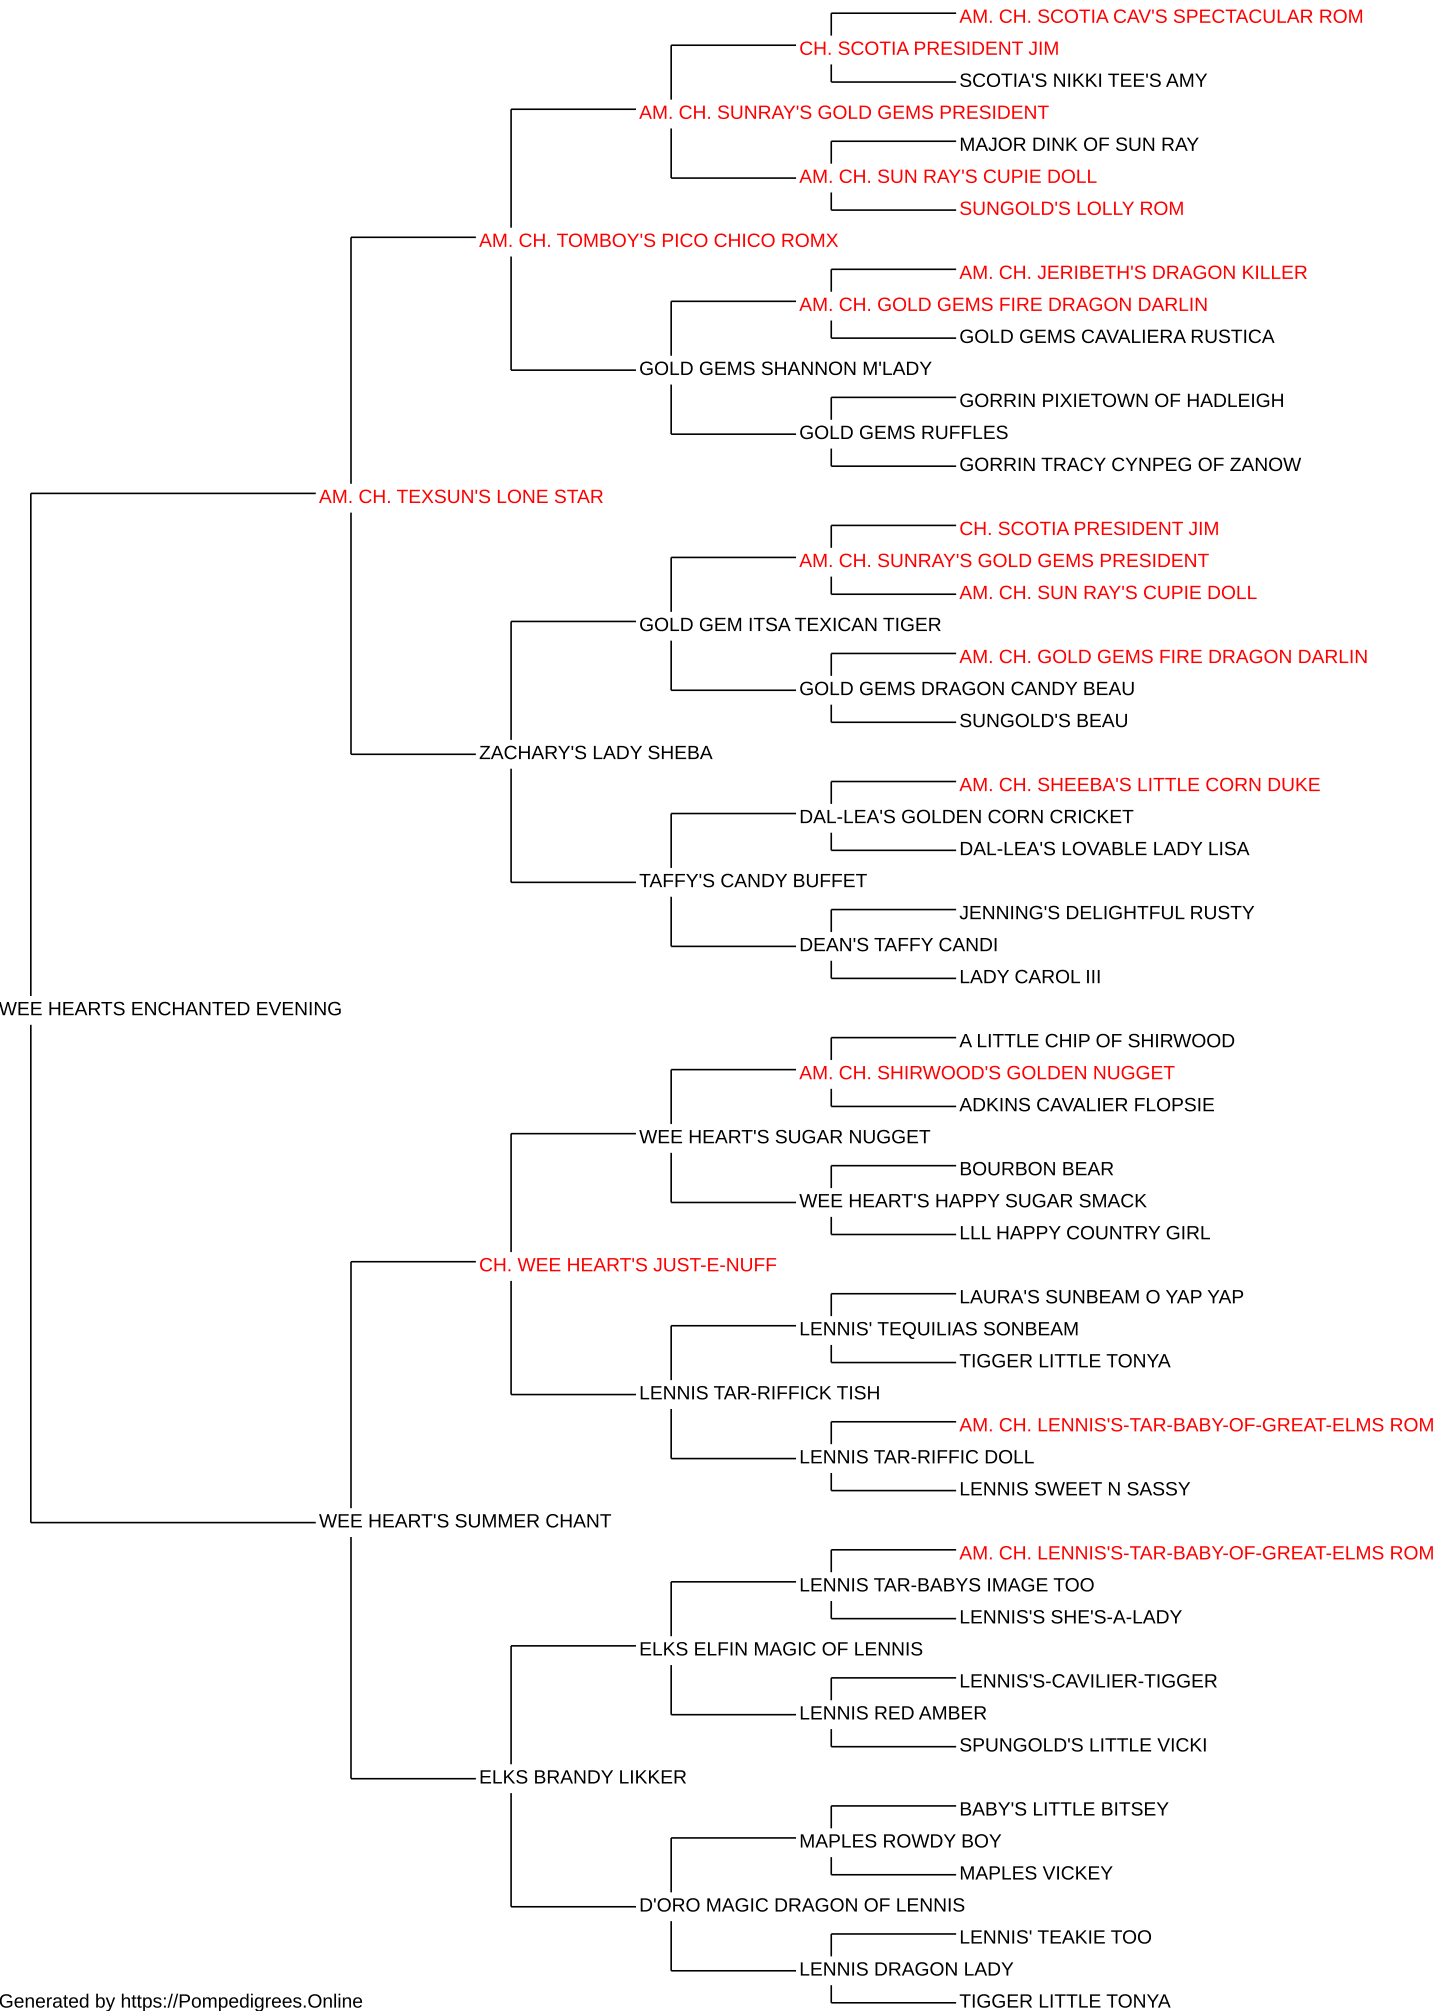 AM. CH. SCOTIA CAV'S SPECTACULAR ROM
CH. SCOTIA PRESIDENT JIM
SCOTIA'S NIKKI TEE'S AMY
AM. CH. SUNRAY'S GOLD GEMS PRESIDENT
MAJOR DINK OF SUN RAY
AM. CH. SUN RAY'S CUPIE DOLL
SUNGOLD'S LOLLY ROM
AM. CH. TOMBOY'S PICO CHICO ROMX
AM. CH. JERIBETH'S DRAGON KILLER
AM. CH. GOLD GEMS FIRE DRAGON DARLIN
GOLD GEMS CAVALIERA RUSTICA
GOLD GEMS SHANNON M'LADY
GORRIN PIXIETOWN OF HADLEIGH
GOLD GEMS RUFFLES
GORRIN TRACY CYNPEG OF ZANOW
AM. CH. TEXSUN'S LONE STAR
CH. SCOTIA PRESIDENT JIM
AM. CH. SUNRAY'S GOLD GEMS PRESIDENT
AM. CH. SUN RAY'S CUPIE DOLL
GOLD GEM ITSA TEXICAN TIGER
AM. CH. GOLD GEMS FIRE DRAGON DARLIN
GOLD GEMS DRAGON CANDY BEAU
SUNGOLD'S BEAU
ZACHARY'S LADY SHEBA
AM. CH. SHEEBA'S LITTLE CORN DUKE
DAL-LEA'S GOLDEN CORN CRICKET
DAL-LEA'S LOVABLE LADY LISA
TAFFY'S CANDY BUFFET
JENNING'S DELIGHTFUL RUSTY
DEAN'S TAFFY CANDI
LADY CAROL III
WEE HEARTS ENCHANTED EVENING
A LITTLE CHIP OF SHIRWOOD
AM. CH. SHIRWOOD'S GOLDEN NUGGET
ADKINS CAVALIER FLOPSIE
WEE HEART'S SUGAR NUGGET
BOURBON BEAR
WEE HEART'S HAPPY SUGAR SMACK
LLL HAPPY COUNTRY GIRL
CH. WEE HEART'S JUST-E-NUFF
LAURA'S SUNBEAM O YAP YAP
LENNIS' TEQUILIAS SONBEAM
TIGGER LITTLE TONYA
LENNIS TAR-RIFFICK TISH
AM. CH. LENNIS'S-TAR-BABY-OF-GREAT-ELMS ROM
LENNIS TAR-RIFFIC DOLL
LENNIS SWEET N SASSY
WEE HEART'S SUMMER CHANT
AM. CH. LENNIS'S-TAR-BABY-OF-GREAT-ELMS ROM
LENNIS TAR-BABYS IMAGE TOO
LENNIS'S SHE'S-A-LADY
ELKS ELFIN MAGIC OF LENNIS
LENNIS'S-CAVILIER-TIGGER
LENNIS RED AMBER
SPUNGOLD'S LITTLE VICKI
ELKS BRANDY LIKKER
BABY'S LITTLE BITSEY
MAPLES ROWDY BOY
MAPLES VICKEY
D'ORO MAGIC DRAGON OF LENNIS
LENNIS' TEAKIE TOO
LENNIS DRAGON LADY
TIGGER LITTLE TONYA
Generated by https://Pompedigrees.Online